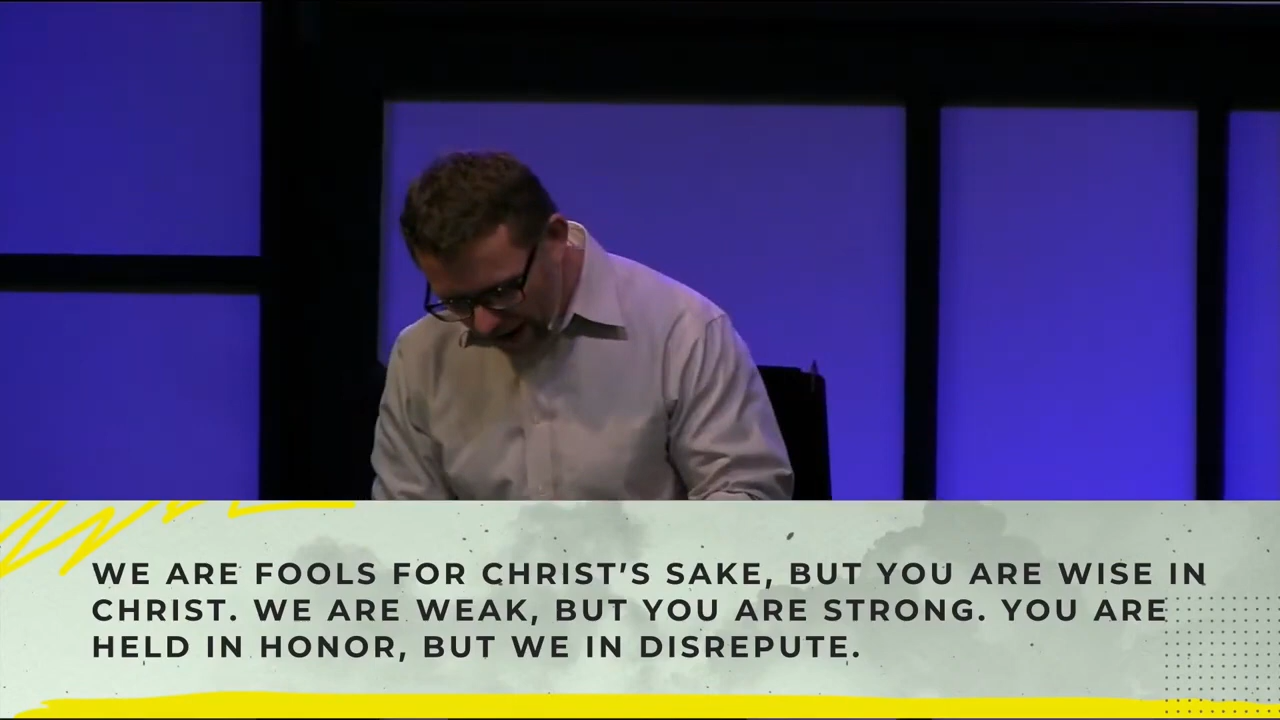 WE ARE FOOLS FOR CHRIST’S SAKE, BUT YOU ARE WISE IN
CHRIST. WE ARE WEAK, BUT YOU ARE STRONG. YOU ARE
HELD IN HONOR, BUT WE IN DISREPUTE.